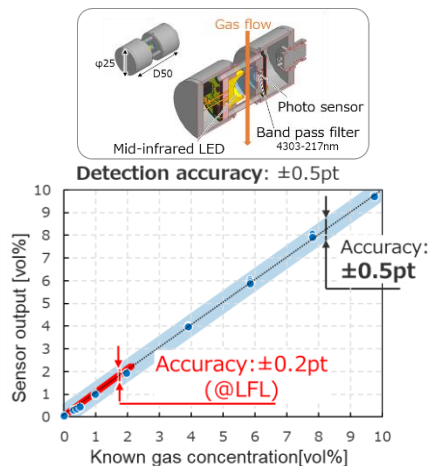 Gas flow
φ25
D50
Photo sensor
Band pass filter
4303-217nm
Mid-infrared LED
Detection accuracy: ±0.5pt
10
9
8
7
6
5
4
3
2
1
0
Sensor output [vol%]
Accuracy:
±0.5pt
Accuracy:±0.2pt
(@LFL)
0 1 2 3 4 5 6 7 8 9 10
Known gas concentration[vol%]